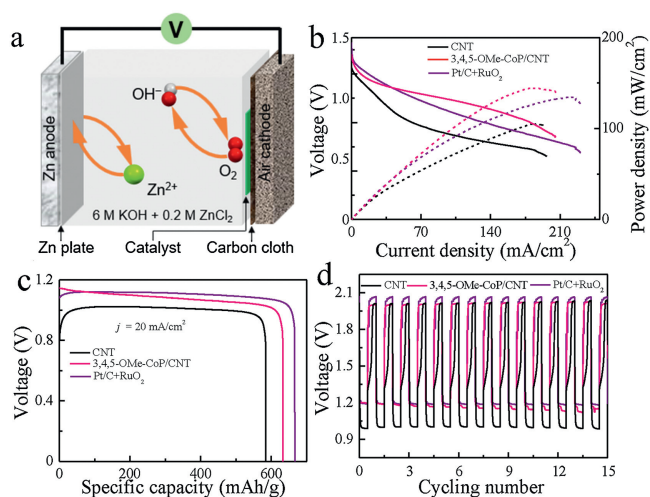 a
V
Zn anode
OH⁻
O₂
Zn²⁺
Air cathode
6 M KOH + 0.2 M ZnCl₂
Zn plate
Catalyst
Carbon cloth
b
CNT
3,4,5-OMe-CoP/CNT
Pt/C+RuO₂
Voltage (V)
1.5
1.0
0.5
0
0 70 140 210
Current density (mA/cm²)
200
150
100
50
0
Power density (mW/cm²)
c
j = 20 mA/cm²
CNT
3,4,5-OMe-CoP/CNT
Pt/C+RuO₂
Voltage (V)
1.2
0.8
0.4
0.0
0 200 400 600
Specific capacity (mAh/g)
d
CNT 3,4,5-OMe-CoP/CNT Pt/C+RuO₂
Voltage (V)
2.1
1.8
1.5
1.2
0.9
0 3 6 9 12 15
Cycling number